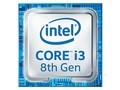 intel
CORE i3
8th Gen